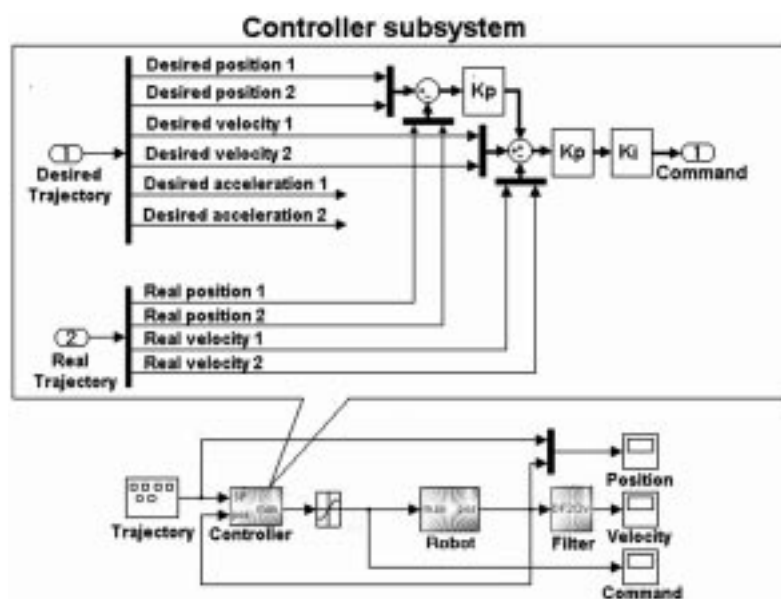 Controller subsystem
Desired position 1
Desired position 2
Desired velocity 1
Desired velocity 2
Desired acceleration 1
Desired acceleration 2
1
Desired
Trajectory
Kp
Kp
Ki
1
Command
Real position 1
Real position 2
Real velocity 1
Real velocity 2
2
Real
Trajectory
Trajectory
Controller
Robot
Filter
Position
Velocity
Command